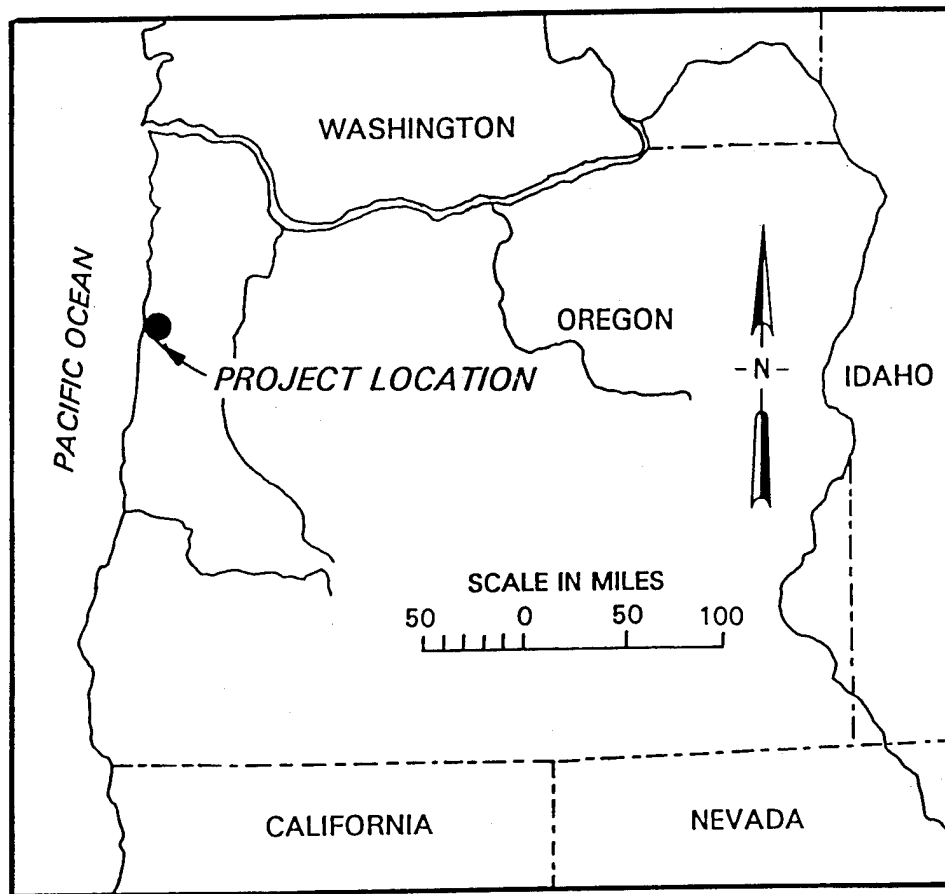 WASHINGTON
PACIFIC OCEAN
OREGON
- N -
IDAHO
PROJECT LOCATION
SCALE IN MILES
50 0 50 100
CALIFORNIA
NEVADA